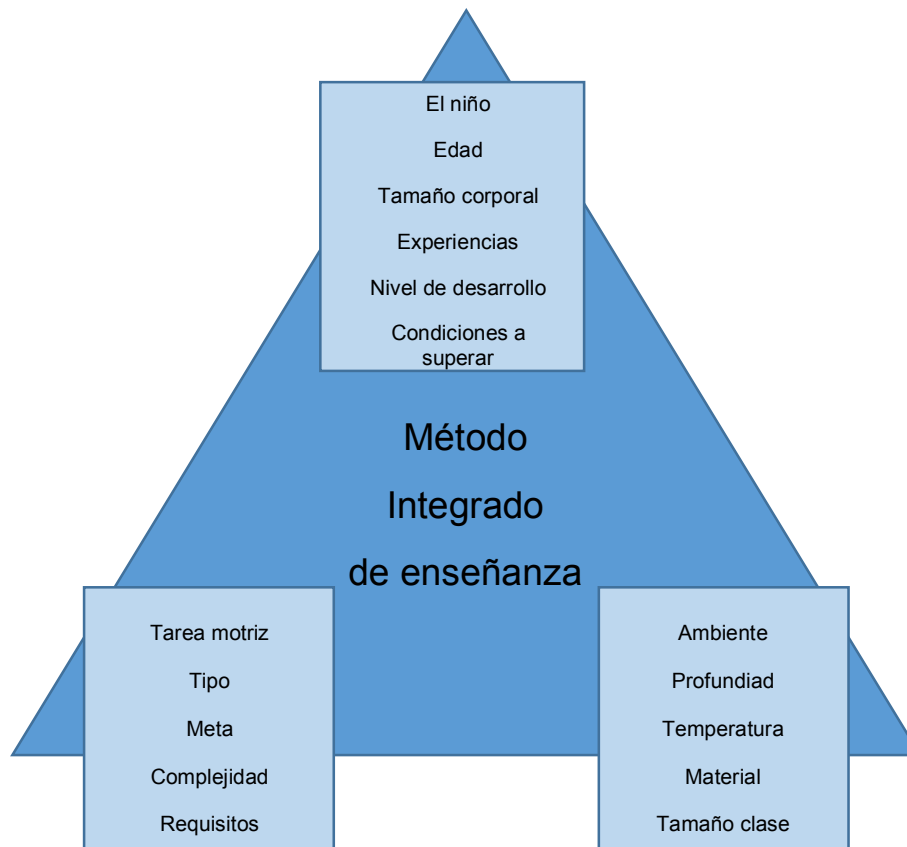 El niño
Edad
Tamaño corporal
Experiencias
Nivel de desarrollo
Condiciones a
superar
Método
Integrado
de enseñanza
Tarea motriz
Tipo
Meta
Complejidad
Requisitos
Ambiente
Profundiad
Temperatura
Material
Tamaño clase